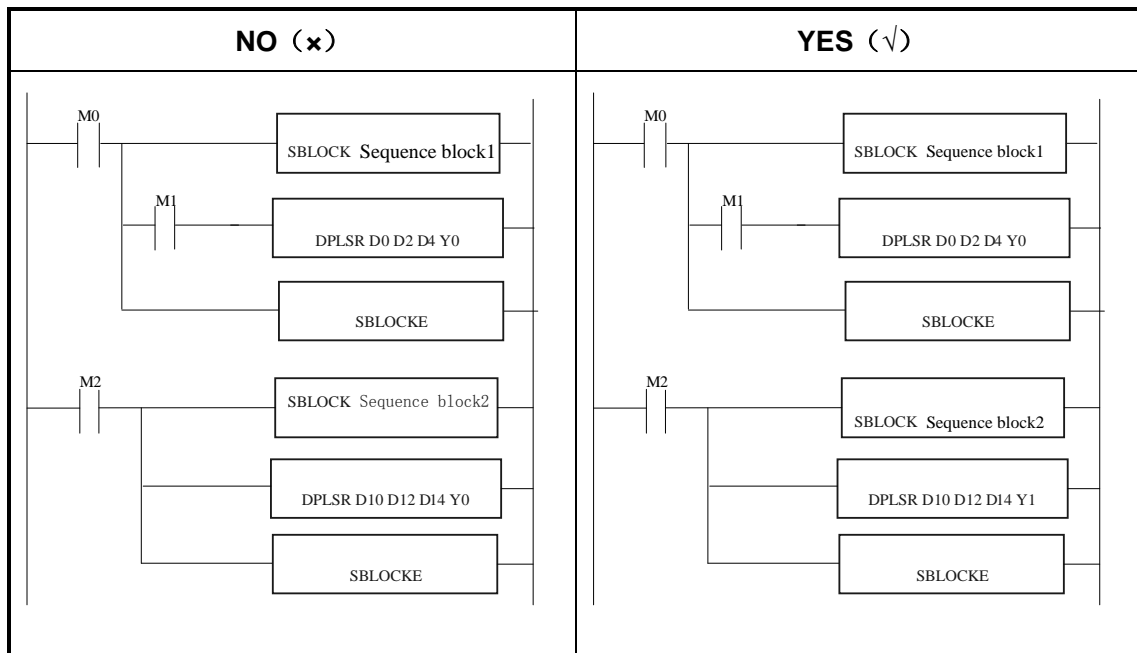 NO（×）
YES（√）
M0
SBLOCK Sequence block1
M1
DPLSR D0 D2 D4 Y0
SBLOCKE
M2
SBLOCK Sequence block2
DPLSR D10 D12 D14 Y0
SBLOCKE
M0
SBLOCK Sequence block1
M1
DPLSR D0 D2 D4 Y0
SBLOCKE
M2
SBLOCK Sequence block2
DPLSR D10 D12 D14 Y1
SBLOCKE